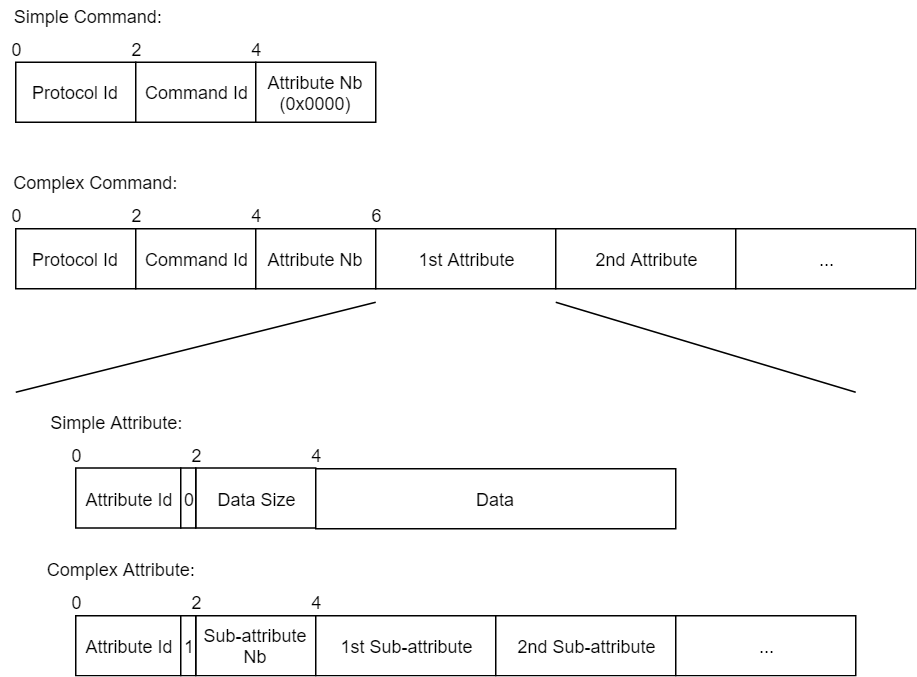 Simple Command:
0 2 4
Protocol Id Command Id Attribute Nb
(0x0000)
Complex Command:
0 2 4 6
Protocol Id Command Id Attribute Nb 1st Attribute 2nd Attribute ...
Simple Attribute:
0 2 4
Attribute Id 0 Data Size Data
Complex Attribute:
0 2 4
Attribute Id 1 Sub-attribute
Nb 1st Sub-attribute 2nd Sub-attribute ...